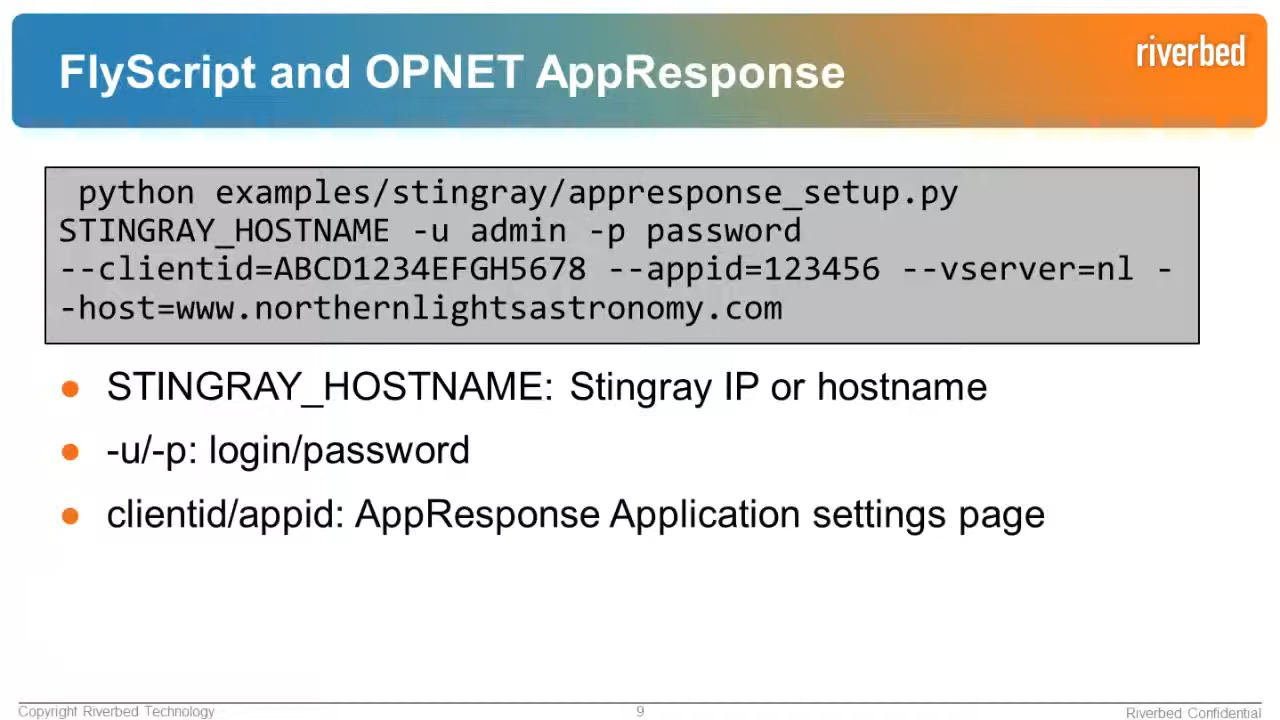 FlyScript and OPNET AppResponse
riverbed
python examples/stingray/appresponse_setup.py
STINGRAY_HOSTNAME -u admin -p password
--clientid=ABCD1234EFGH5678 --appid=123456 --vserver=nl -
-host=www.northernlightsastronomy.com
● STINGRAY_HOSTNAME: Stingray IP or hostname
● -u/-p: login/password
● clientid/appid: AppResponse Application settings page
Copyright Riverbed Technology
9
Riverbed Confidential